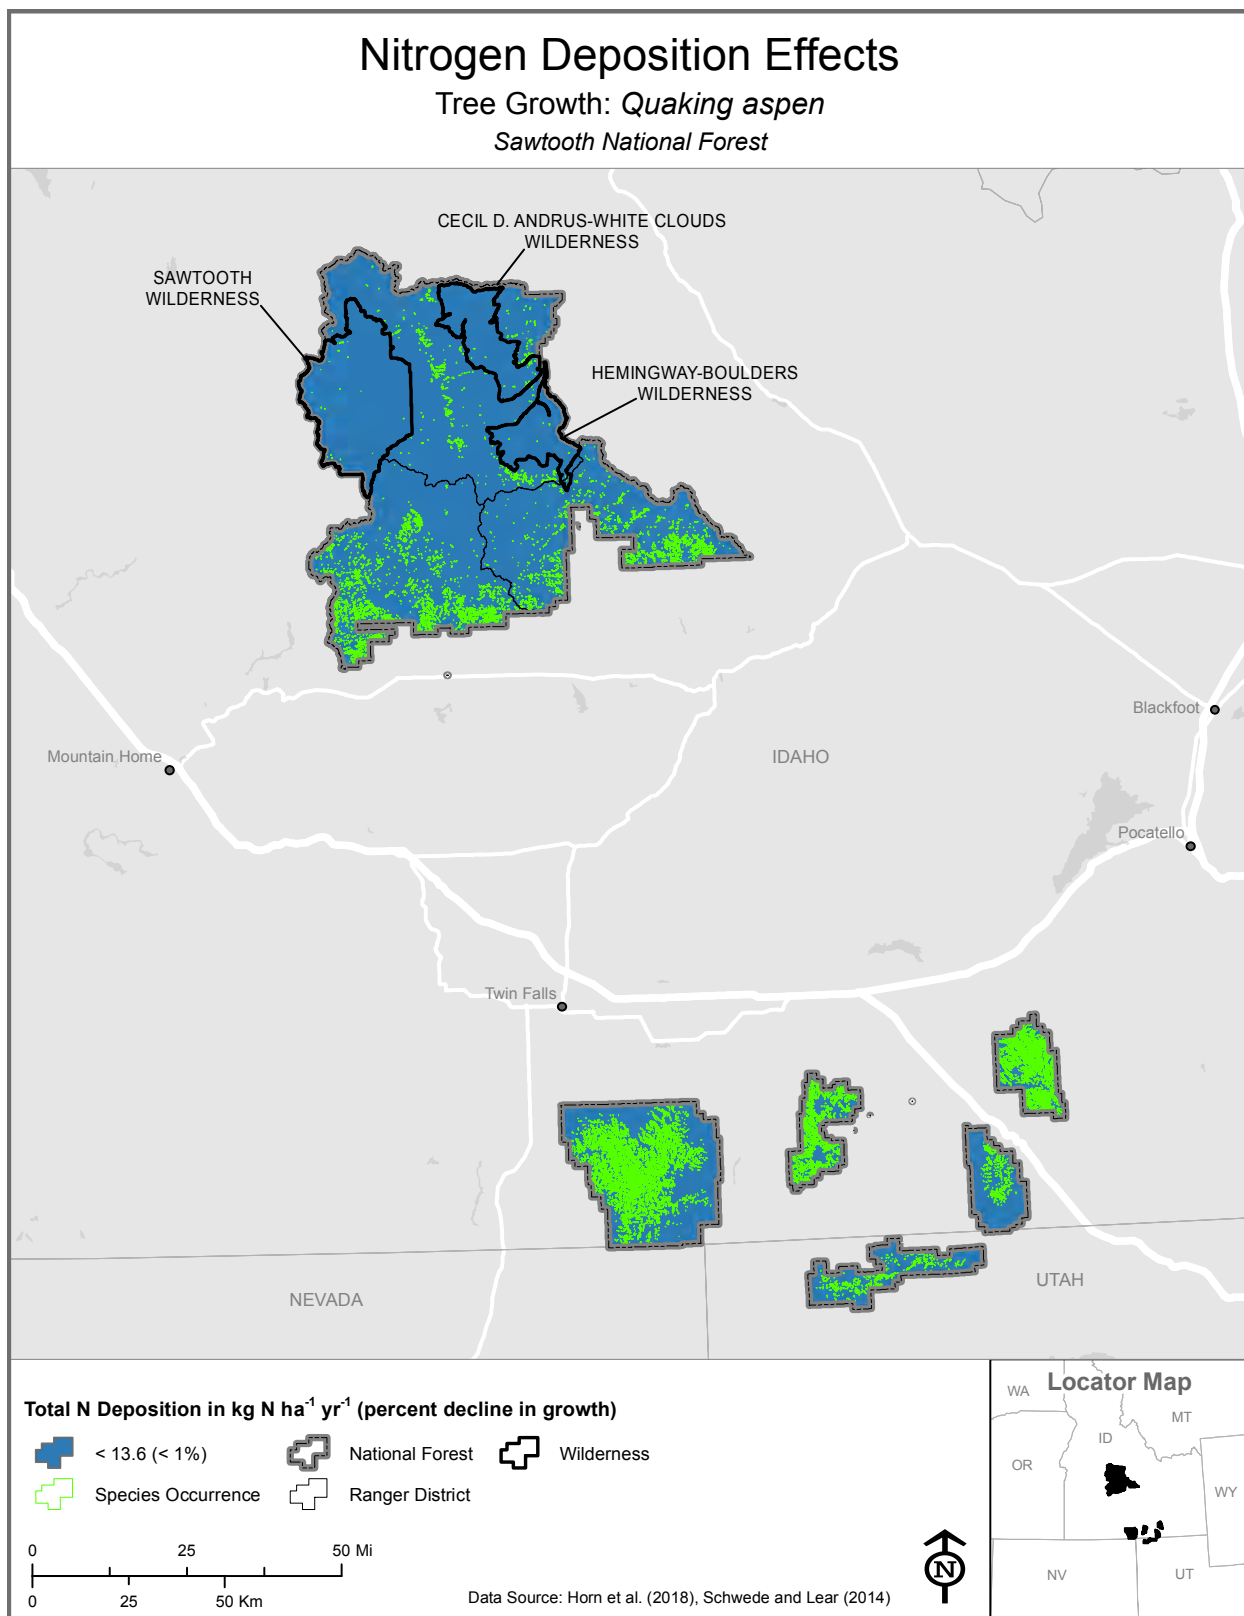 Nitrogen Deposition Effects
Tree Growth: Quaking aspen
Sawtooth National Forest
CECIL D. ANDRUS-WHITE CLOUDS
WILDERNESS
SAWTOOTH
WILDERNESS
HEMINGWAY-BOULDERS
WILDERNESS
Blackfoot
Mountain Home
IDAHO
Pocatello
Twin Falls
NEVADA
UTAH
Total N Deposition in kg N ha⁻¹ yr⁻¹ (percent decline in growth)
< 13.6 (< 1%)
National Forest
Wilderness
Species Occurrence
Ranger District
0 25 50 Mi
0 25 50 Km
N
Data Source: Horn et al. (2018), Schwede and Lear (2014)
Locator Map
WA
MT
ID
OR
WY
NV
UT